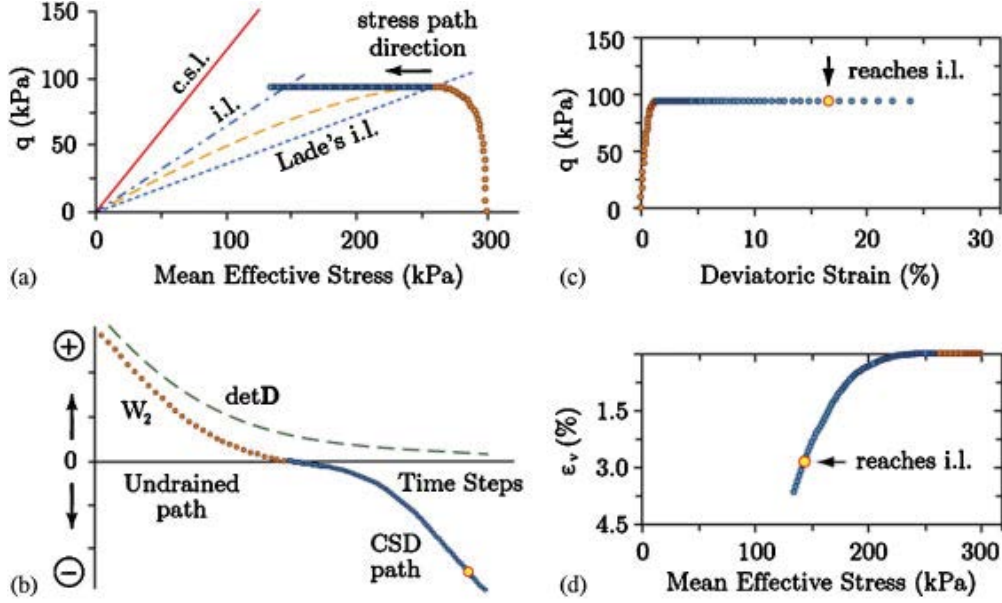 150
100
50
0
q (kPa)
c.s.l.
i.l.
Lade's i.l.
stress path
direction
0
100
200
300
(a)
Mean Effective Stress (kPa)
150
100
50
0
q (kPa)
reaches i.l.
0
10
20
30
(c)
Deviatoric Strain (%)
+
0
−
W2
detD
Undrained
path
Time Steps
CSD
path
(b)
1.5
3.0
4.5
εv (%)
reaches i.l.
0
100
200
300
(d)
Mean Effective Stress (kPa)